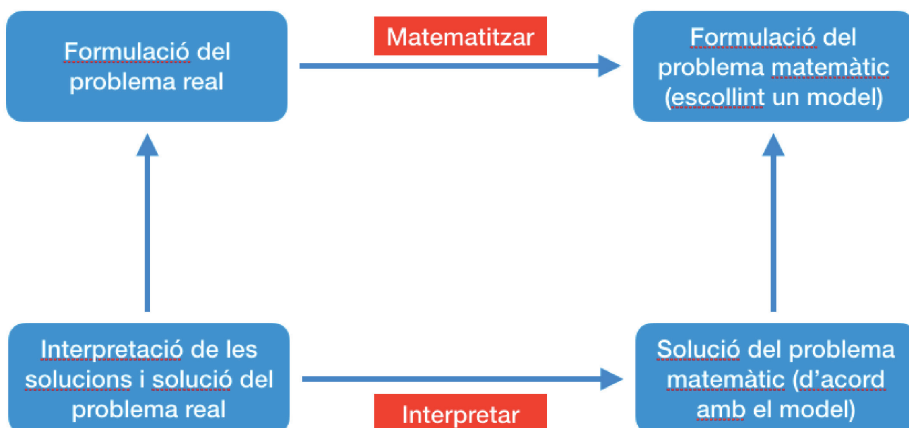 Formulació del
problema real
Matematitzar
Formulació del
problema matemàtic
(escollint un model)
Interpretació de les
solucions i solució del
problema real
Interpretar
Solució del problema
matemàtic (d'acord
amb el model)